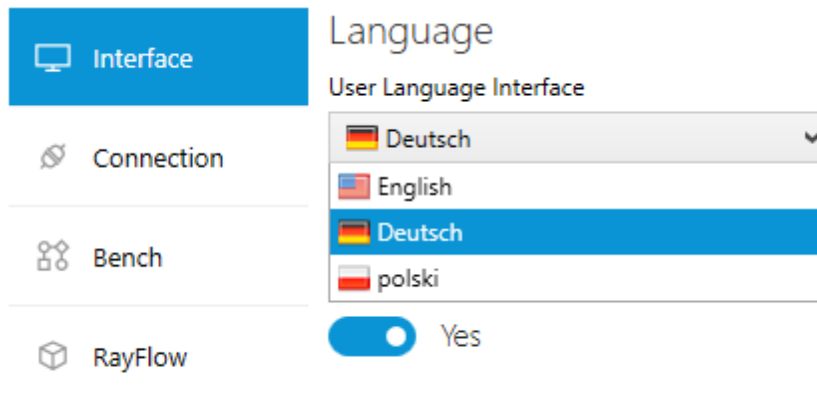 Interface
Connection
Bench
RayFlow
Language
User Language Interface
Deutsch
English
Deutsch
polski
Yes